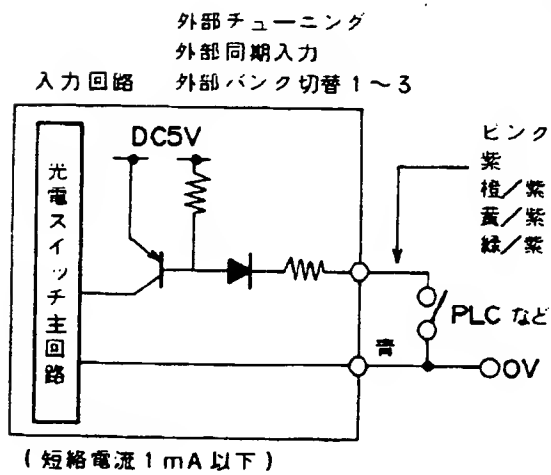 外部チューニング
外部同期入力
入力回路 外部バンク切替1〜3
DC5V
光電スイッチ主回路
ピンク
紫
橙/紫
黄/紫
緑/紫
PLCなど
青
0V
(短絡電流1mA以下)